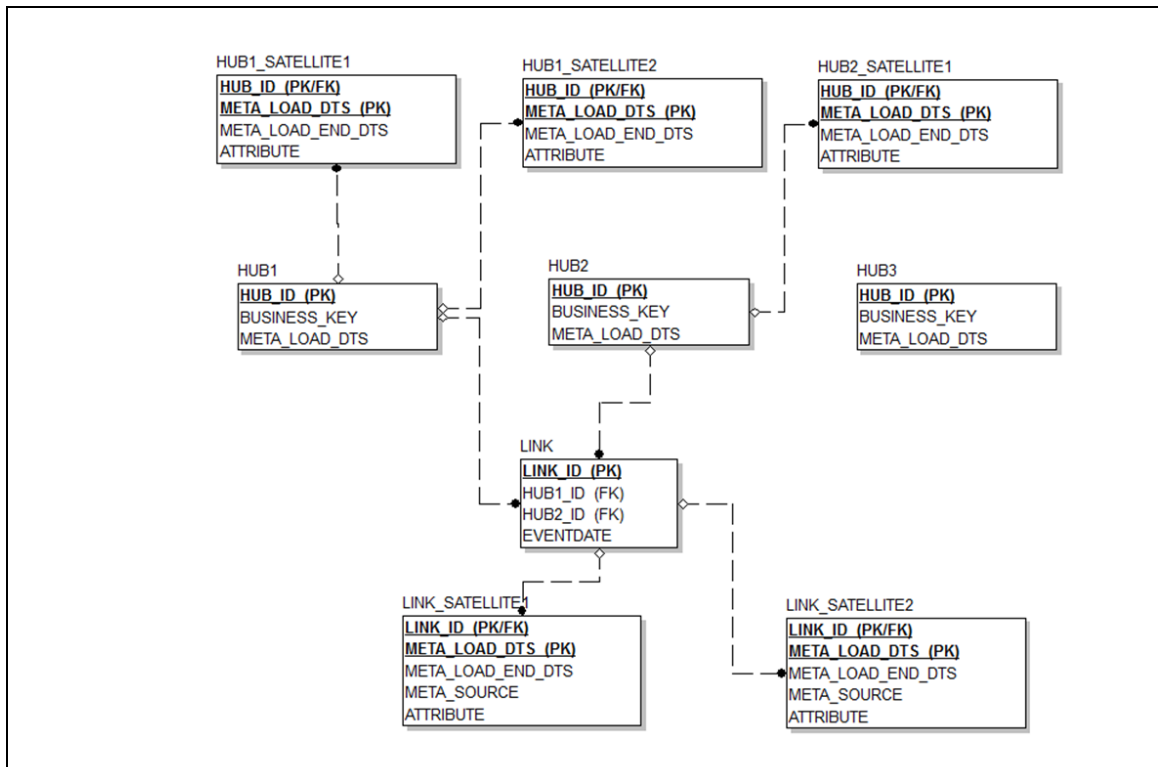 HUB1_SATELLITE1
HUB_ID (PK/FK)
META_LOAD_DTS (PK)
META_LOAD_END_DTS
ATTRIBUTE
HUB1_SATELLITE2
HUB_ID (PK/FK)
META_LOAD_DTS (PK)
META_LOAD_END_DTS
ATTRIBUTE
HUB2_SATELLITE1
HUB_ID (PK/FK)
META_LOAD_DTS (PK)
META_LOAD_END_DTS
ATTRIBUTE
HUB1
HUB_ID (PK)
BUSINESS_KEY
META_LOAD_DTS
HUB2
HUB_ID (PK)
BUSINESS_KEY
META_LOAD_DTS
HUB3
HUB_ID (PK)
BUSINESS_KEY
META_LOAD_DTS
LINK
LINK_ID (PK)
HUB1_ID (FK)
HUB2_ID (FK)
EVENTDATE
LINK_SATELLITE1
LINK_ID (PK/FK)
META_LOAD_DTS (PK)
META_LOAD_END_DTS
META_SOURCE
ATTRIBUTE
LINK_SATELLITE2
LINK_ID (PK/FK)
META_LOAD_DTS (PK)
META_LOAD_END_DTS
META_SOURCE
ATTRIBUTE